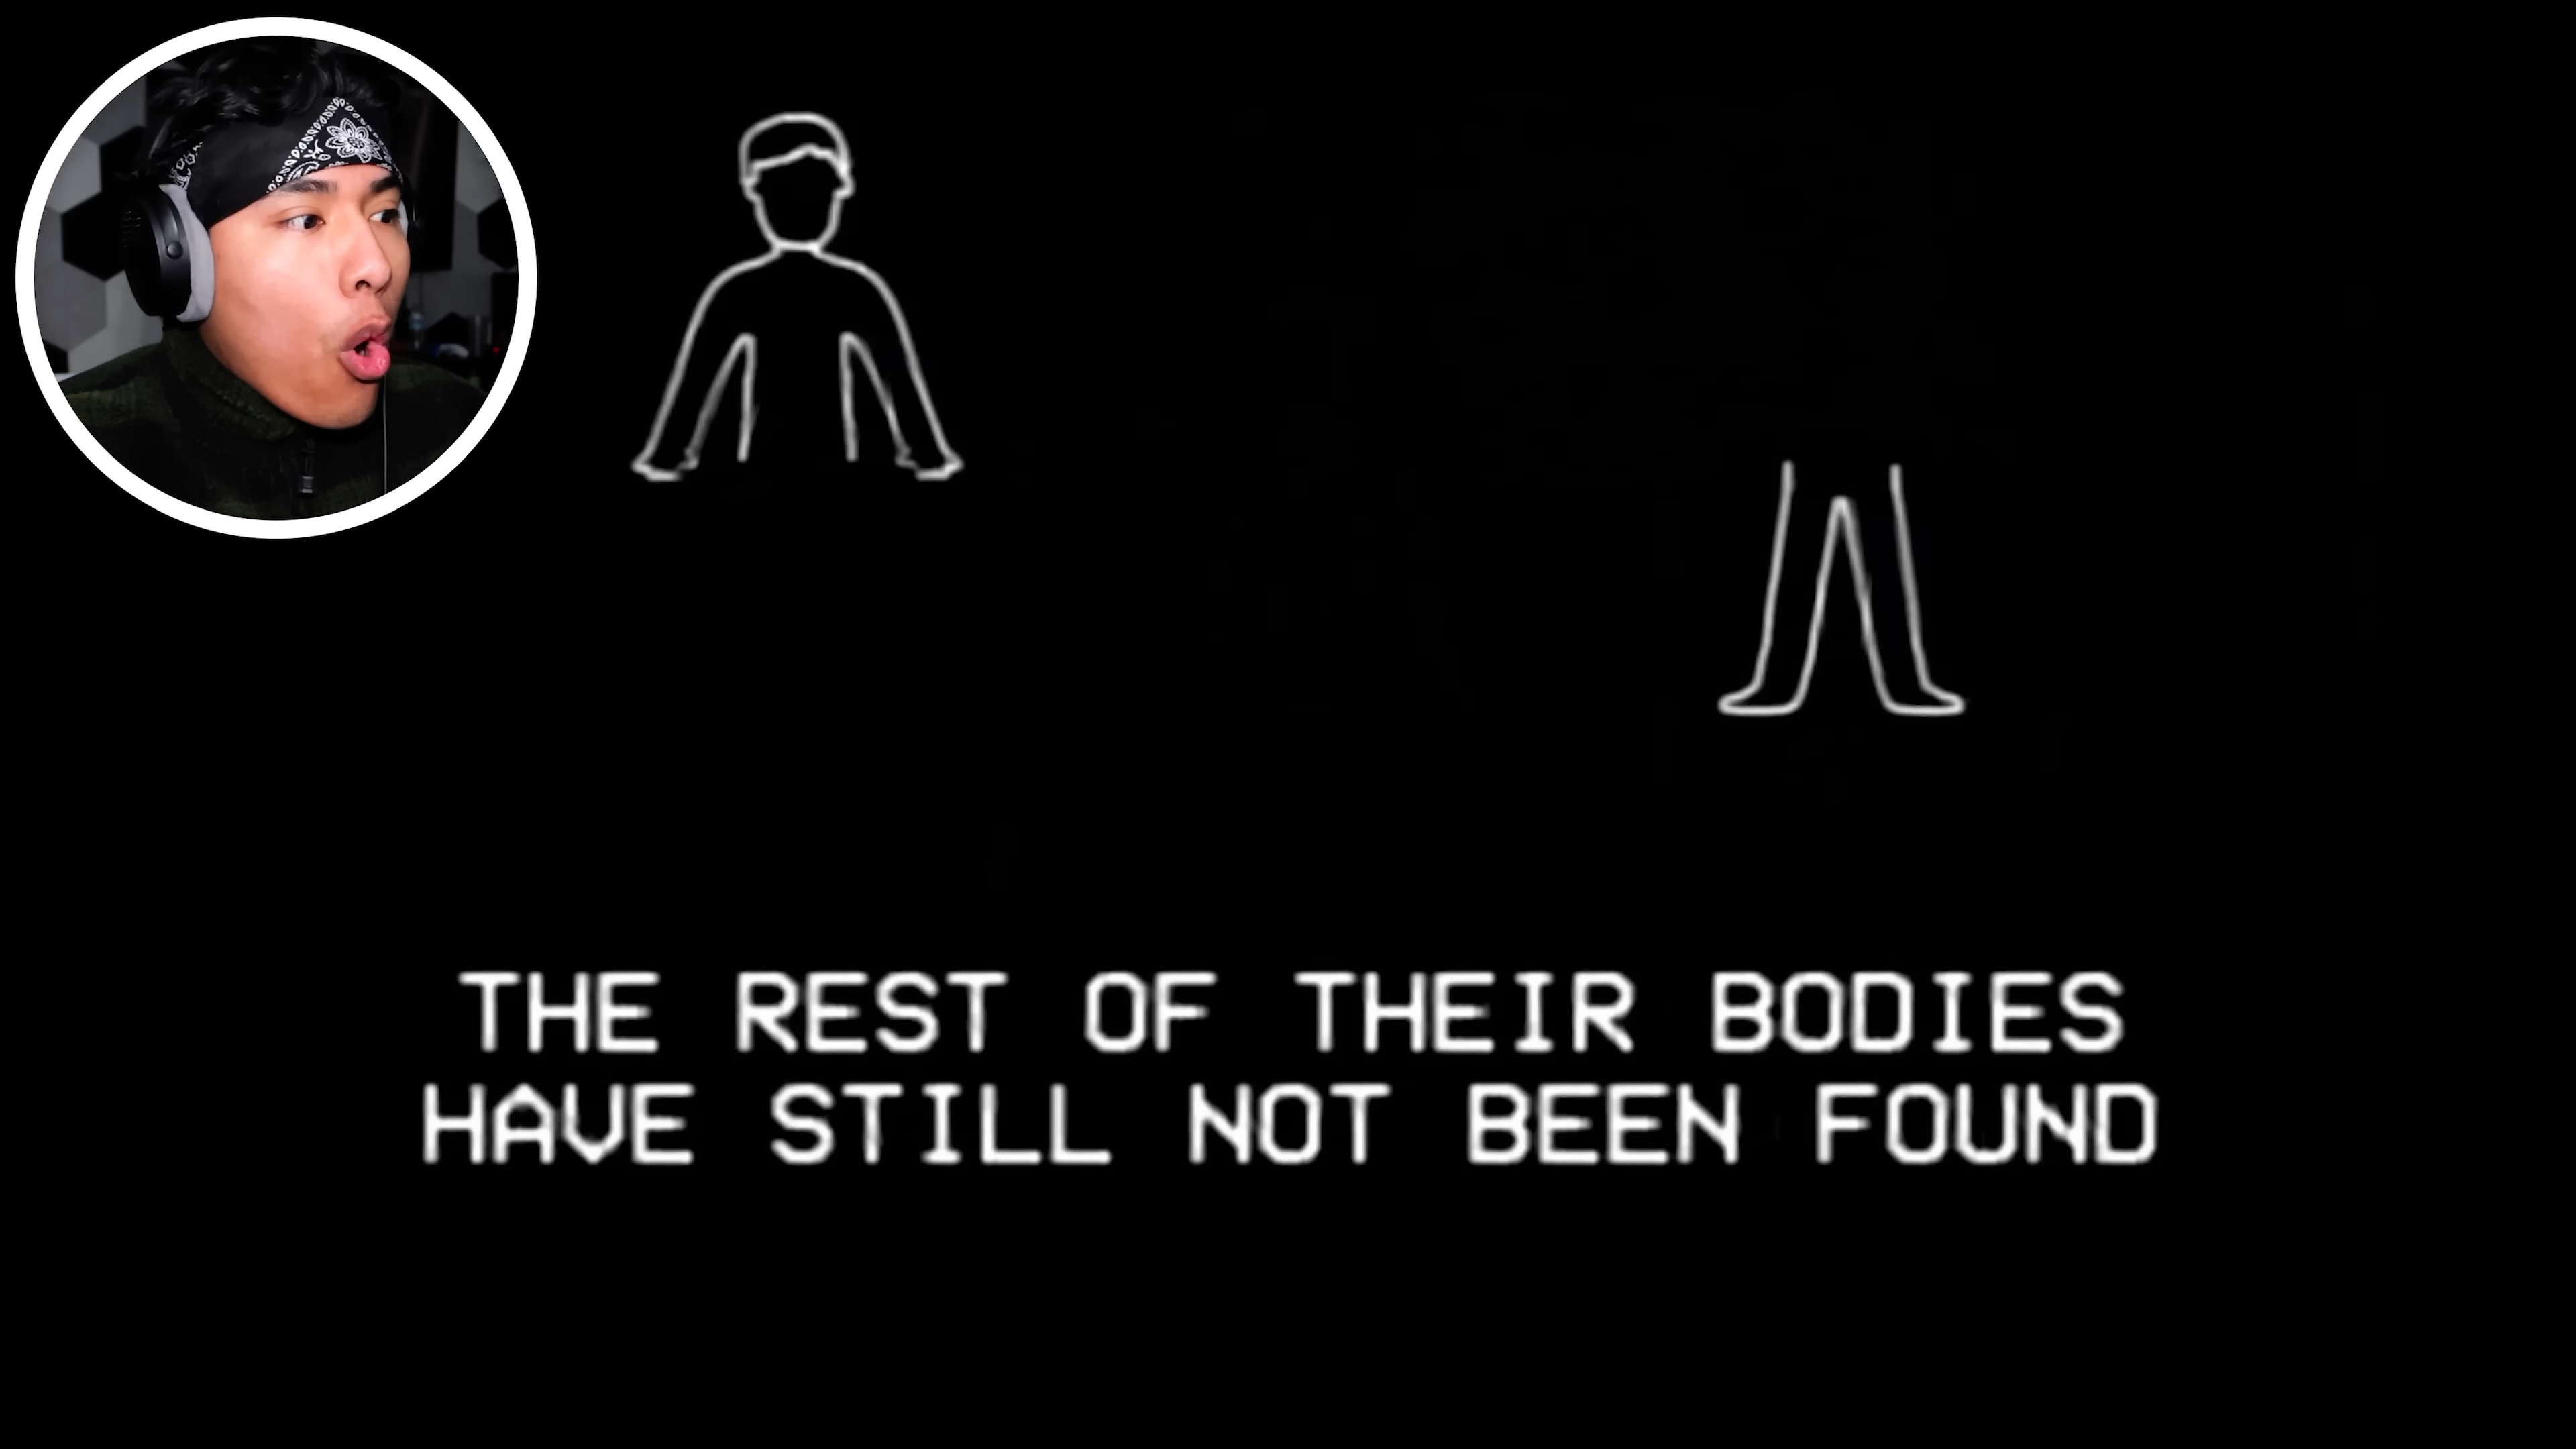 THE REST OF THEIR BODIES
HAVE STILL NOT BEEN FOUND